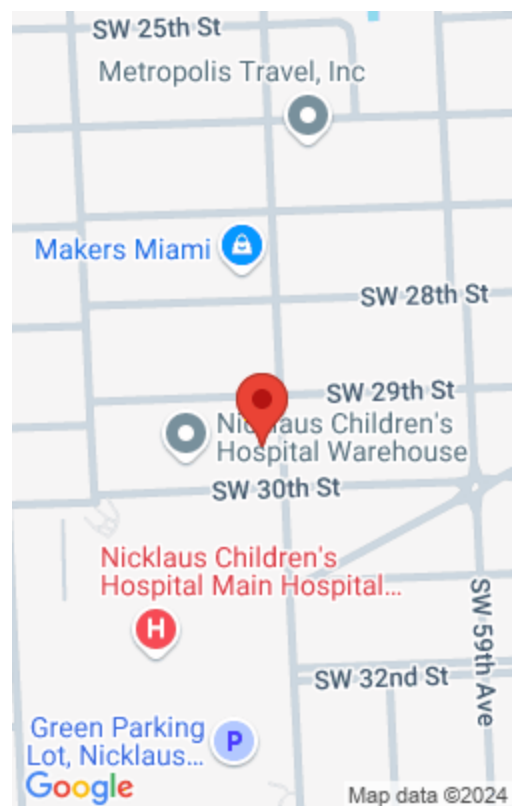 SW 25th St
Metropolis Travel, Inc
Makers Miami
SW 28th St
SW 29th St
Nicklaus Children's
Hospital Warehouse
SW 30th St
Nicklaus Children's
Hospital Main Hospital...
H
SW 59th Ave
SW 32nd St
Green Parking
Lot, Nicklaus...
P
Google
Map data ©2024